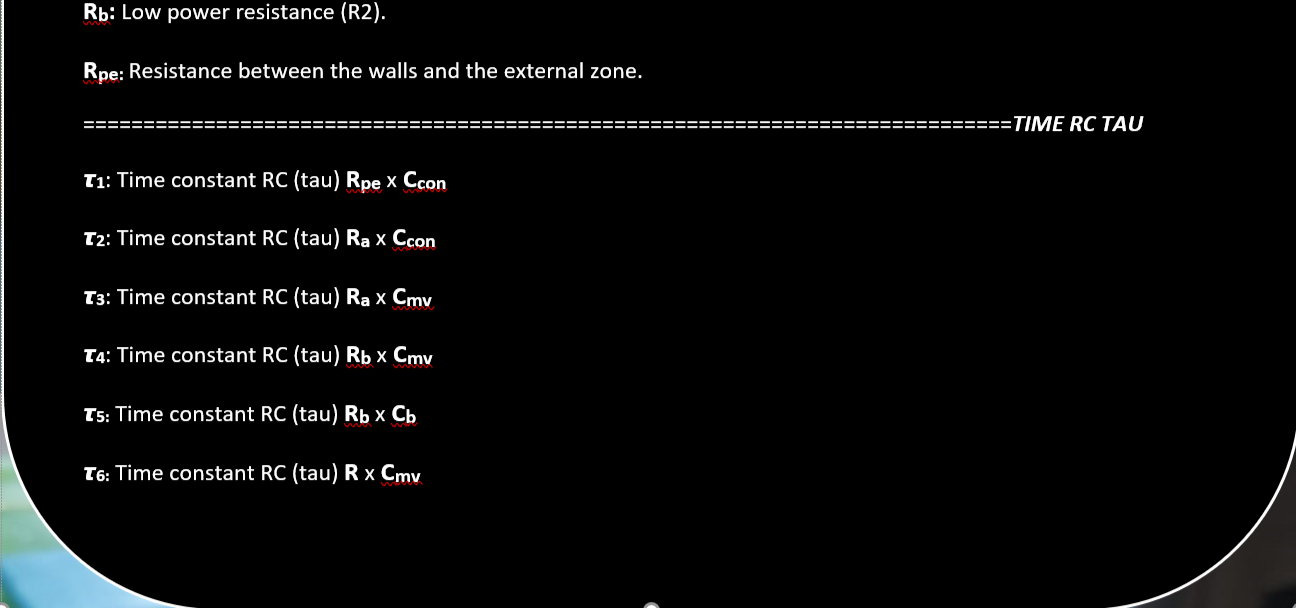 Rb: Low power resistance (R2).
Rpe: Resistance between the walls and the external zone.
==============================================================================TIME RC TAU
τ1: Time constant RC (tau) Rpe x Ccon
τ2: Time constant RC (tau) Ra x Ccon
τ3: Time constant RC (tau) Ra x Cmv
τ4: Time constant RC (tau) Rb x Cmv
τ5: Time constant RC (tau) Rb x Cb
τ6: Time constant RC (tau) R x Cmv